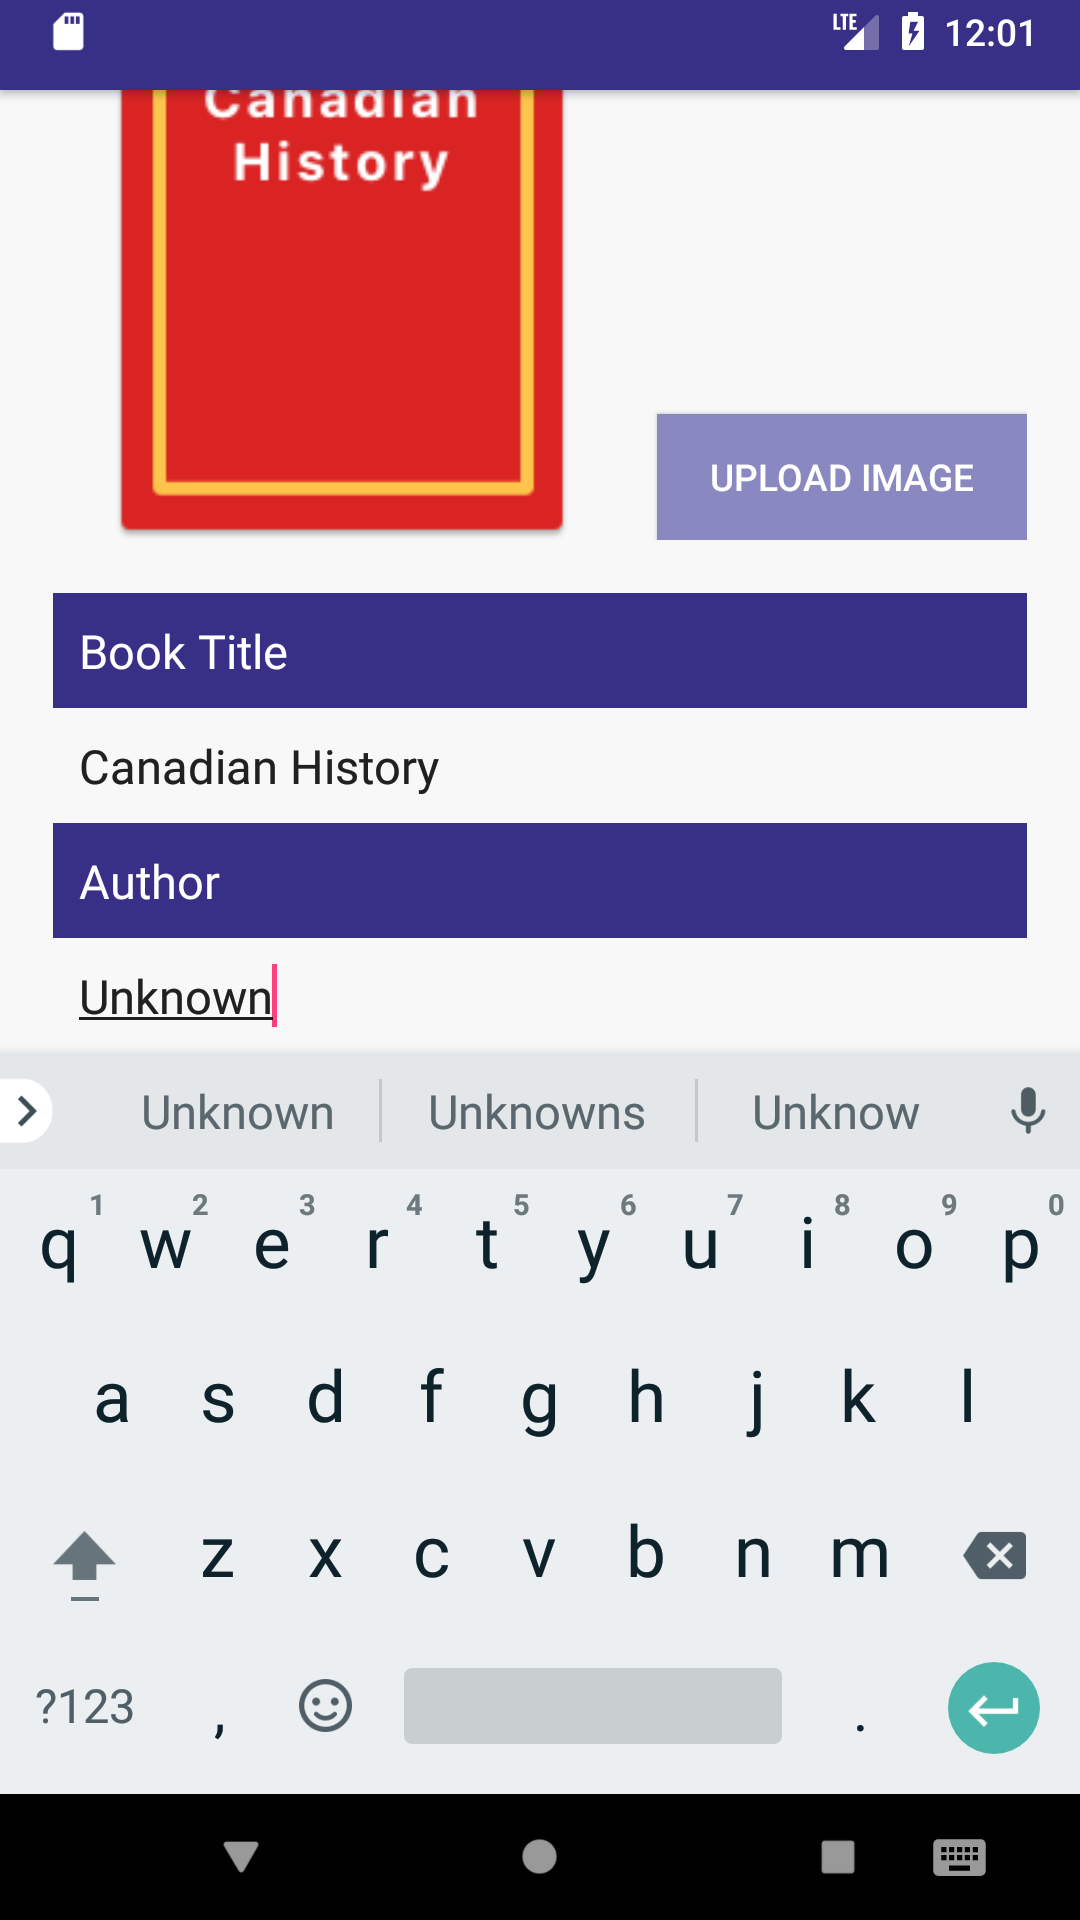 LTE 12:01
Canadian
History
UPLOAD IMAGE
Book Title
Canadian History
Author
Unknown
Unknown Unknowns Unknow
1 2 3 4 5 6 7 8 9 0
q w e r t y u i o p
a s d f g h j k l
z x c v b n m
?123 , .